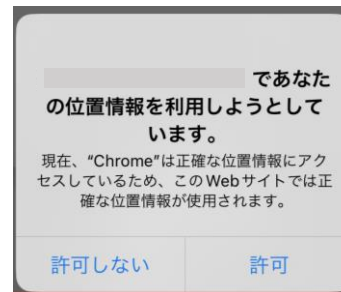 であなた
の位置情報を利用しようとして
います。
現在、“Chrome”は正確な位置情報にアク
セスしているため、このWebサイトでは正
確な位置情報が使用されます。
許可しない
許可